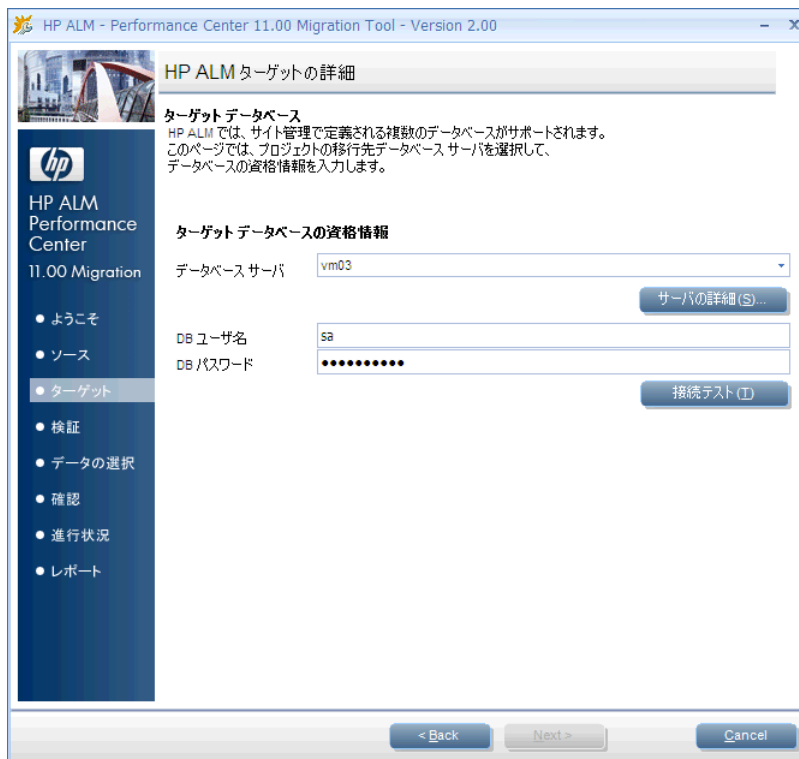 HP ALM - Performance Center 11.00 Migration Tool - Version 2.00
HP ALM ターゲットの詳細
ターゲット データベース
HP ALM では、サイト管理で定義される複数のデータベースがサポートされます。
このページでは、プロジェクトの移行先データベース サーバを選択して、
データベースの資格情報を入力します。
hp
HP ALM
Performance
Center
11.00 Migration
ようこそ
ソース
ターゲット
検証
データの選択
確認
進行状況
レポート
ターゲット データベースの資格情報
データベース サーバ
vm03
サーバの詳細(S)...
DB ユーザ名
sa
DB パスワード
••••••••••
接続テスト(T)
< Back
Next >
Cancel